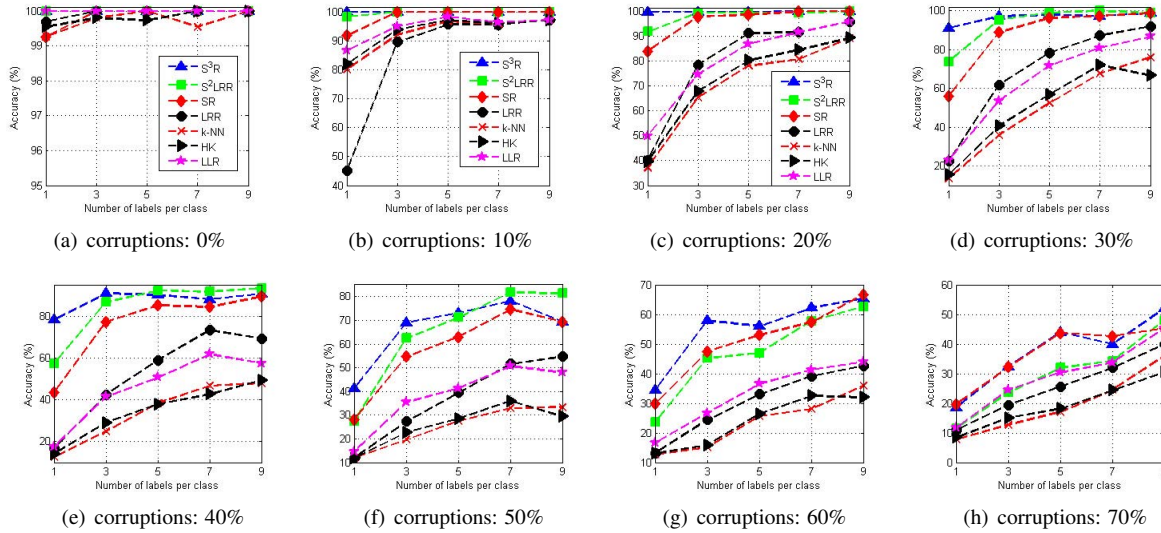 100
99
98
97
96
95
Accuracy (%)
S³R
S²LRR
SR
LRR
k-NN
HK
LLR
1 3 5 7 9
Number of labels per class
(a) corruptions: 0%
100
90
80
70
60
50
40
Accuracy (%)
S³R
S²LRR
SR
LRR
k-NN
HK
LLR
1 3 5 7 9
Number of labels per class
(b) corruptions: 10%
100
90
80
70
60
50
40
30
Accuracy (%)
S³R
S²LRR
SR
LRR
k-NN
HK
LLR
1 3 5 7 9
Number of labels per class
(c) corruptions: 20%
100
80
60
40
20
Accuracy (%)
1 3 5 7 9
Number of labels per class
(d) corruptions: 30%
80
60
40
20
Accuracy (%)
1 3 5 7 9
Number of labels per class
(e) corruptions: 40%
80
70
60
50
40
30
20
10
Accuracy (%)
1 3 5 7 9
Number of labels per class
(f) corruptions: 50%
70
60
50
40
30
20
10
Accuracy (%)
1 3 5 7 9
Number of labels per class
(g) corruptions: 60%
60
50
40
30
20
10
0
Accuracy (%)
1 3 5 7 9
Number of labels per class
(h) corruptions: 70%